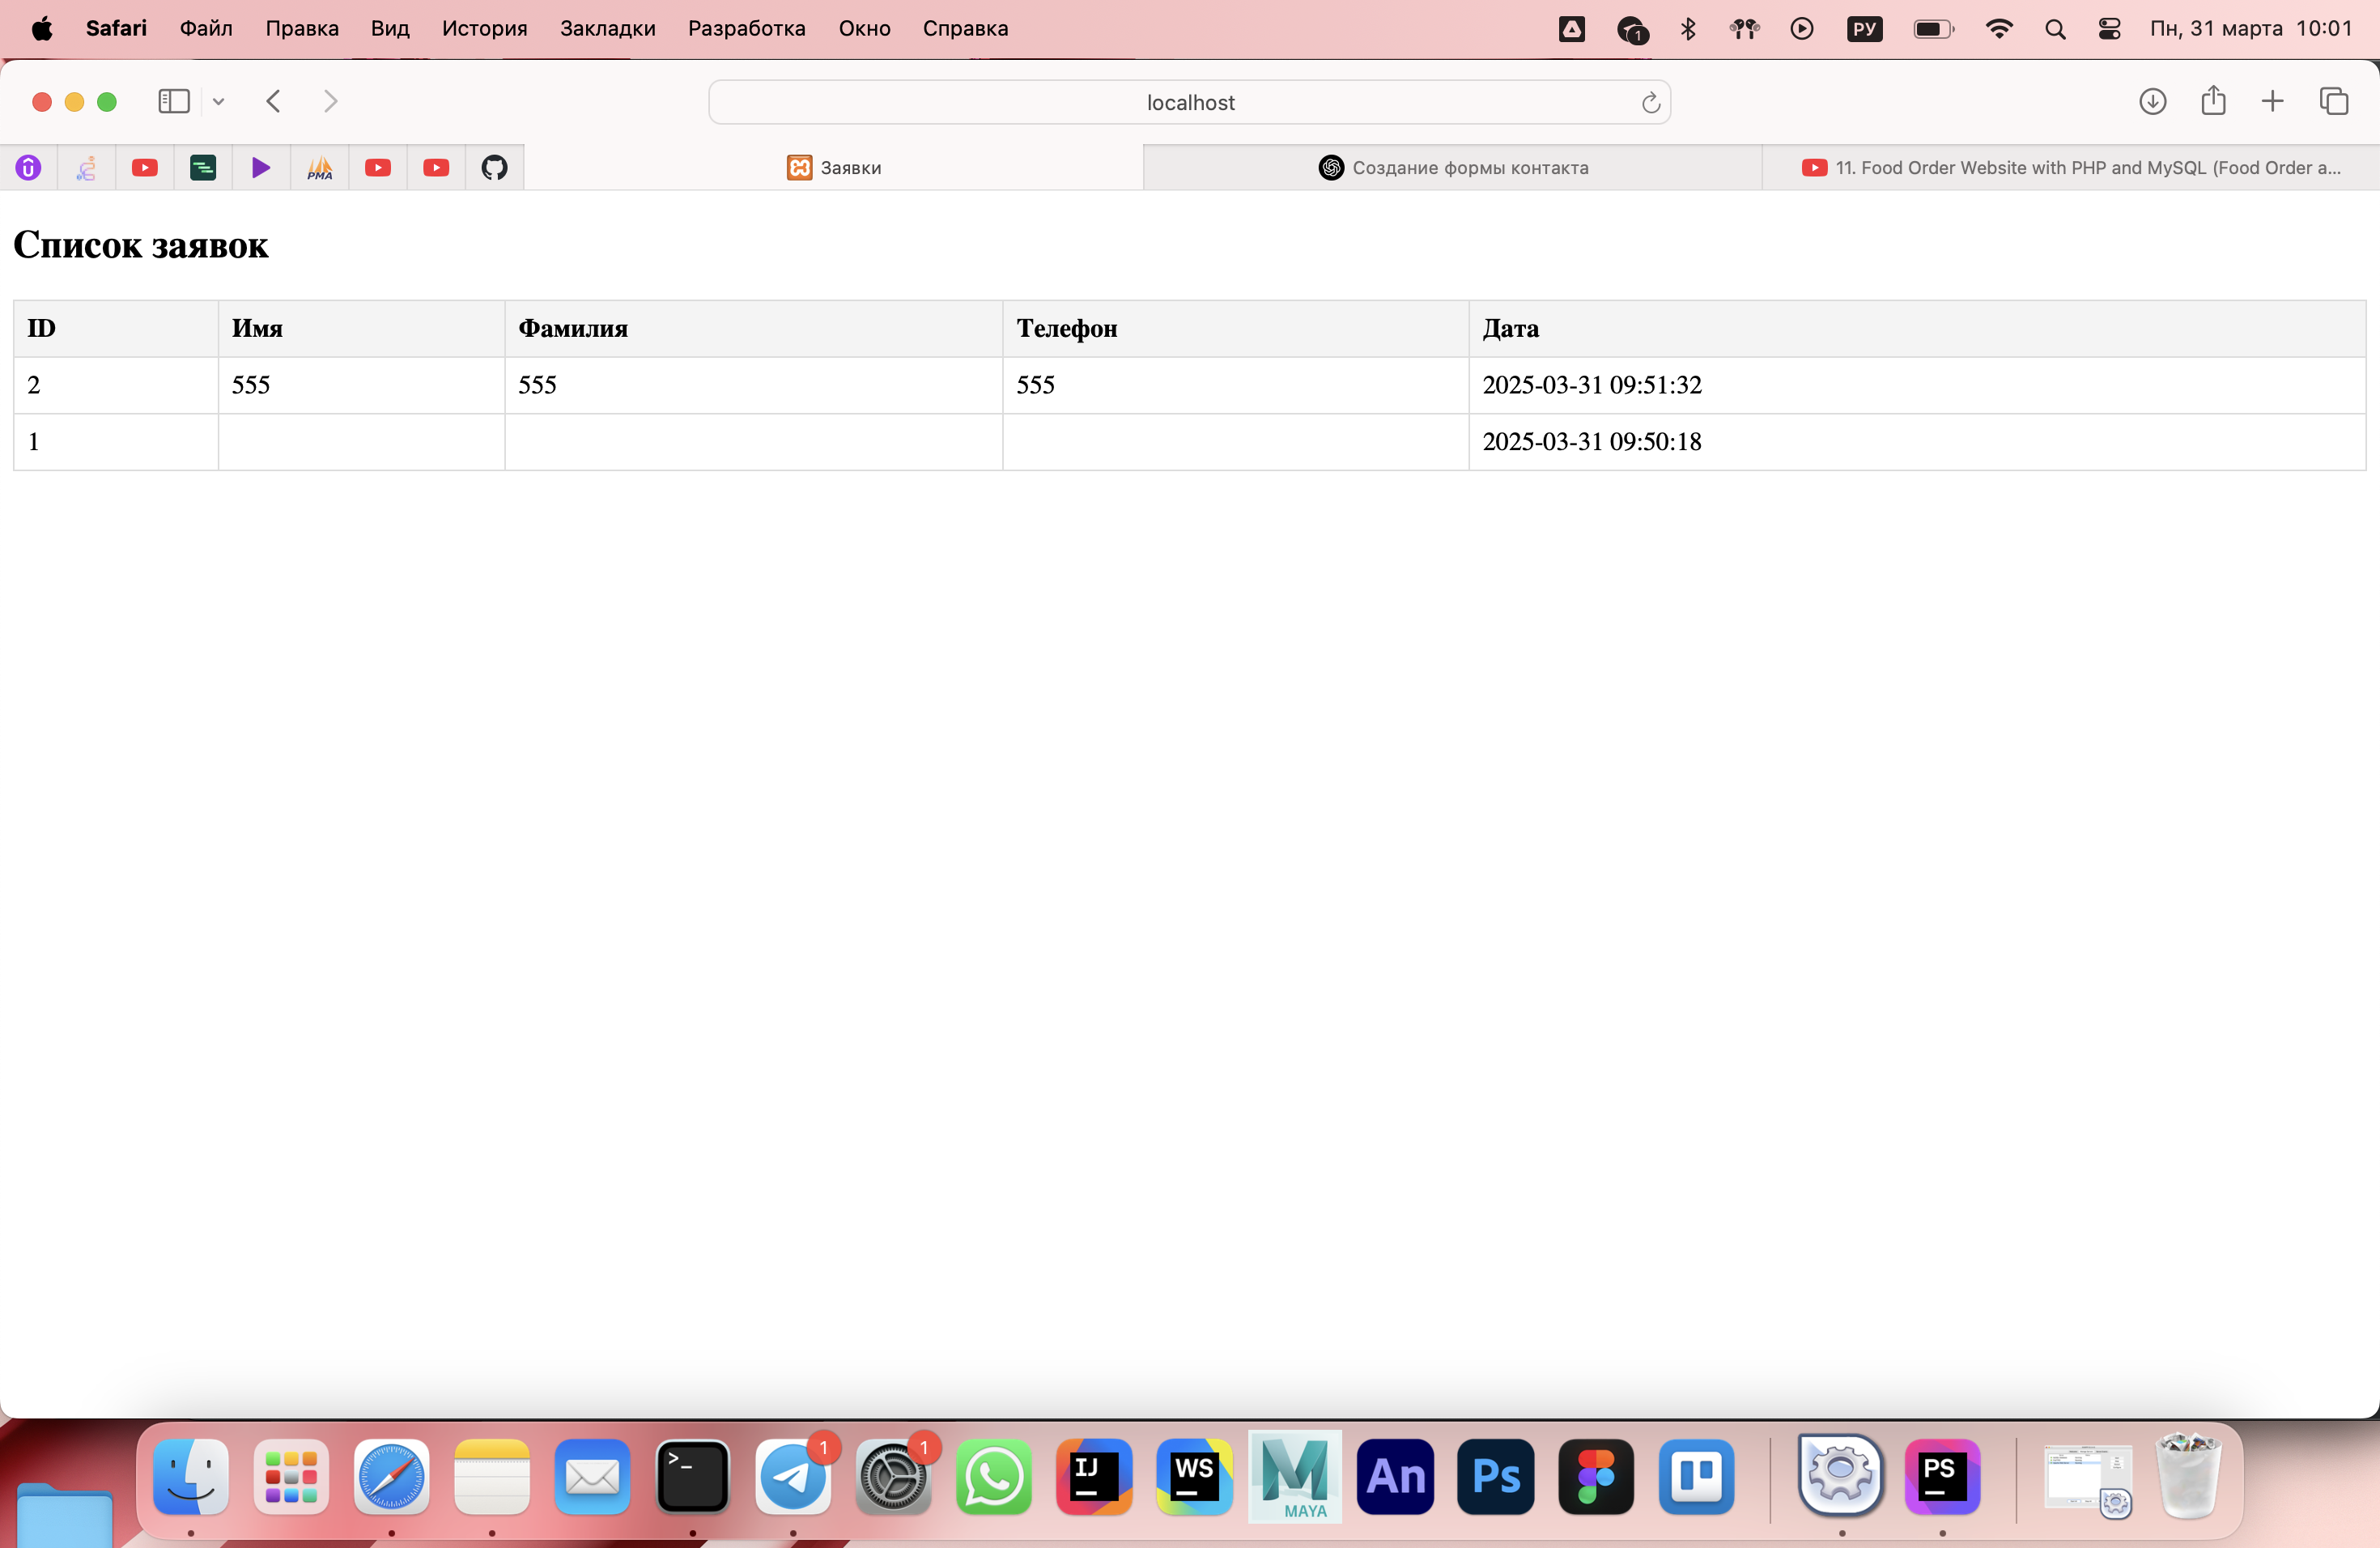 Safari Файл Правка Вид История Закладки Разработка Окно Справка 1 РУ Пн, 31 марта 10:01
localhost
PMA Заявки Создание формы контакта 11. Food Order Website with PHP and MySQL (Food Order a...
Список заявок
ID Имя Фамилия Телефон Дата
2 555 555 555 2025-03-31 09:51:32
1 2025-03-31 09:50:18
>_ 1 1 IJ WS MAYA An Ps PS